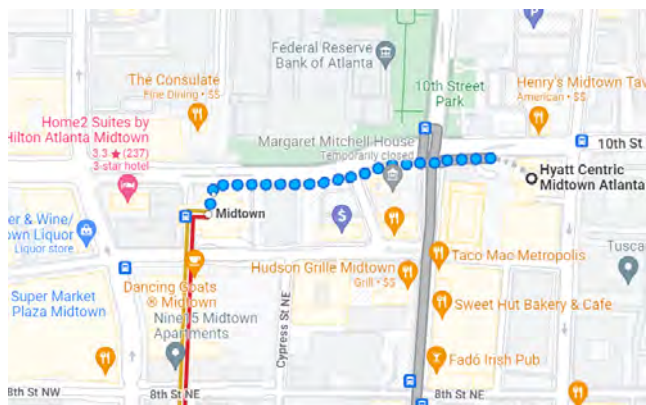 Federal Reserve
Bank of Atlanta
The Consulate
Fine Dining • $$
10th Street
Park
Henry's Midtown Tav
American • $$
Home2 Suites by
Hilton Atlanta Midtown
3.3 ★ (237)
3-star hotel
Margaret Mitchell House
Temporarily closed
10th St
Hyatt Centric
Midtown Atlanta
Midtown
er & Wine/
own Liquor
Liquor store
$
Hudson Grille Midtown
Grill • $$
Taco Mac Metropolis
Tusca
Dancing Goats
® Midtown
Super Market
Plaza Midtown
Nine15 Midtown
Apartments
Cypress St NE
Sweet Hut Bakery & Cafe
Fadó Irish Pub
8th St NW
8th St NE
8th St NE